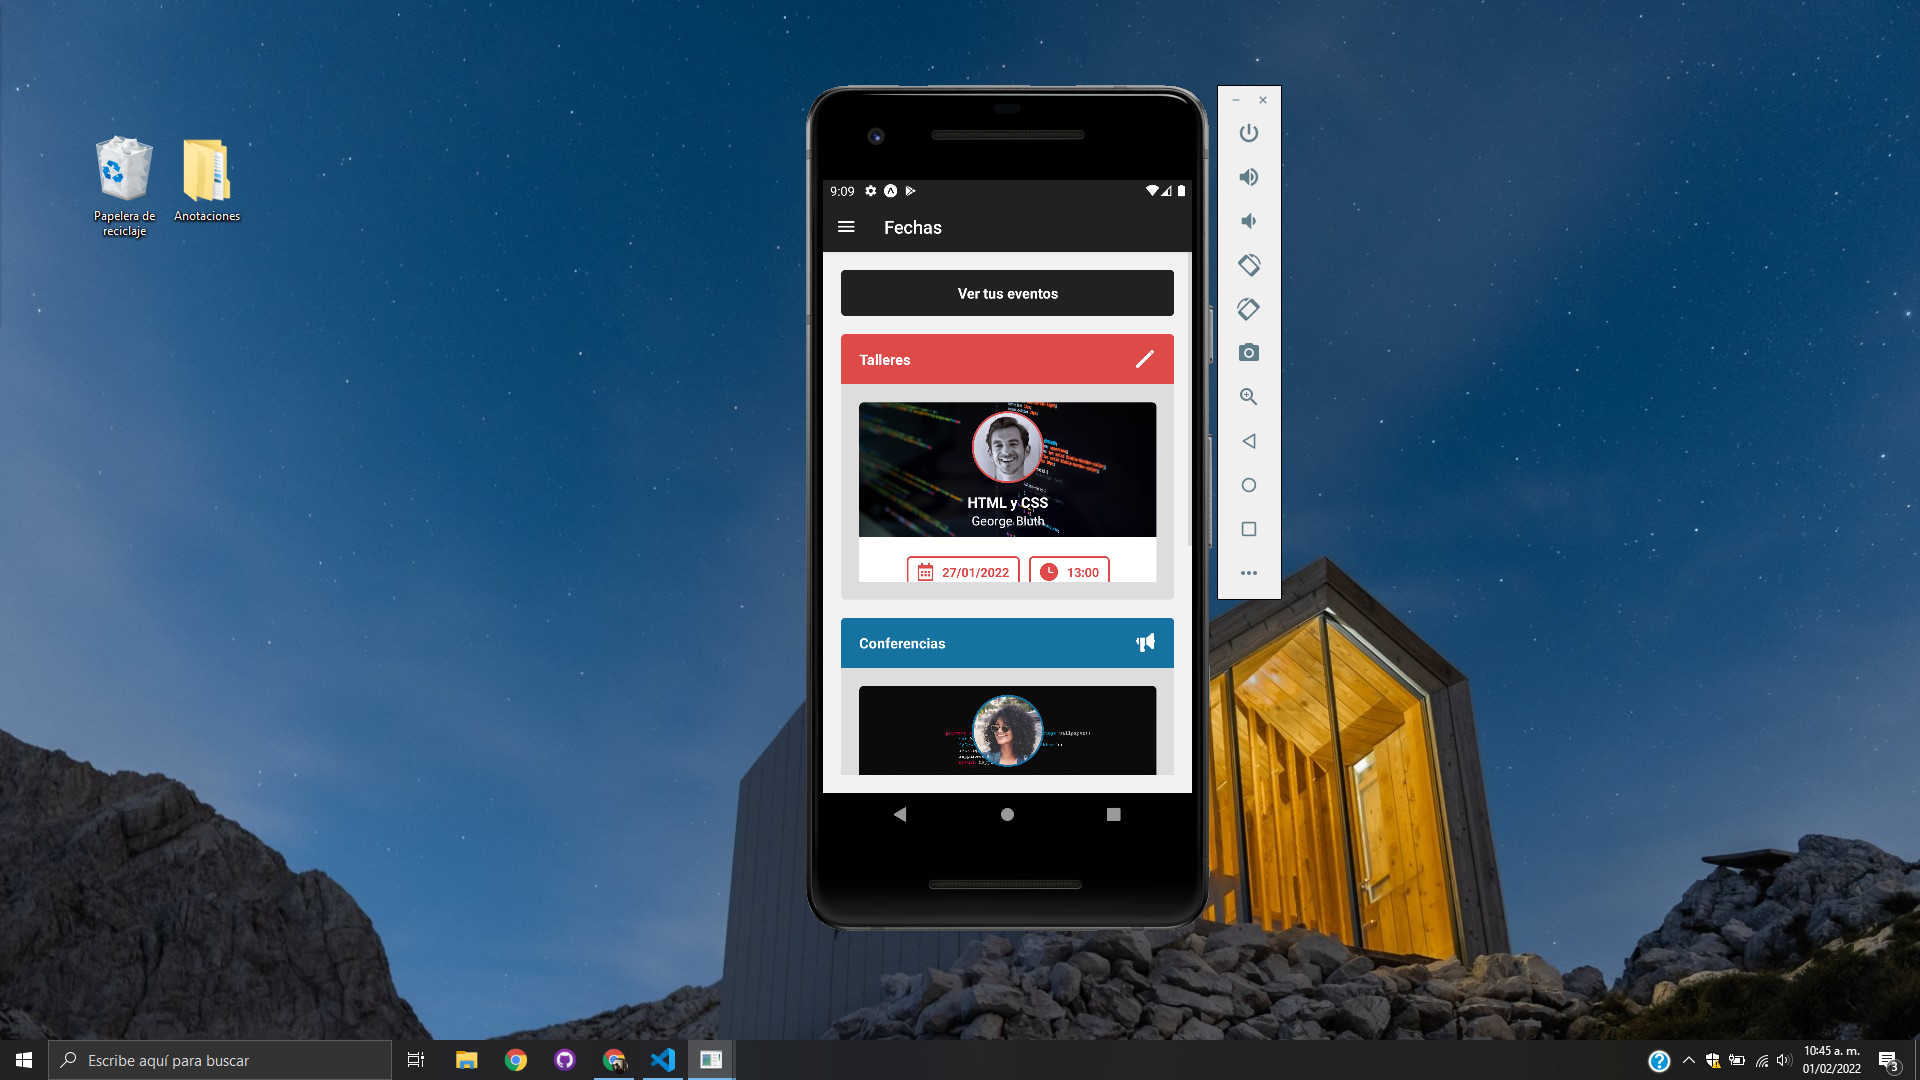 Papelera de
reciclaje
Anotaciones
9:09
Fechas
Ver tus eventos
Talleres
HTML y CSS
George Bluth
27/01/2022
13:00
Conferencias
Escribe aquí para buscar
10:45 a. m.
01/02/2022
3